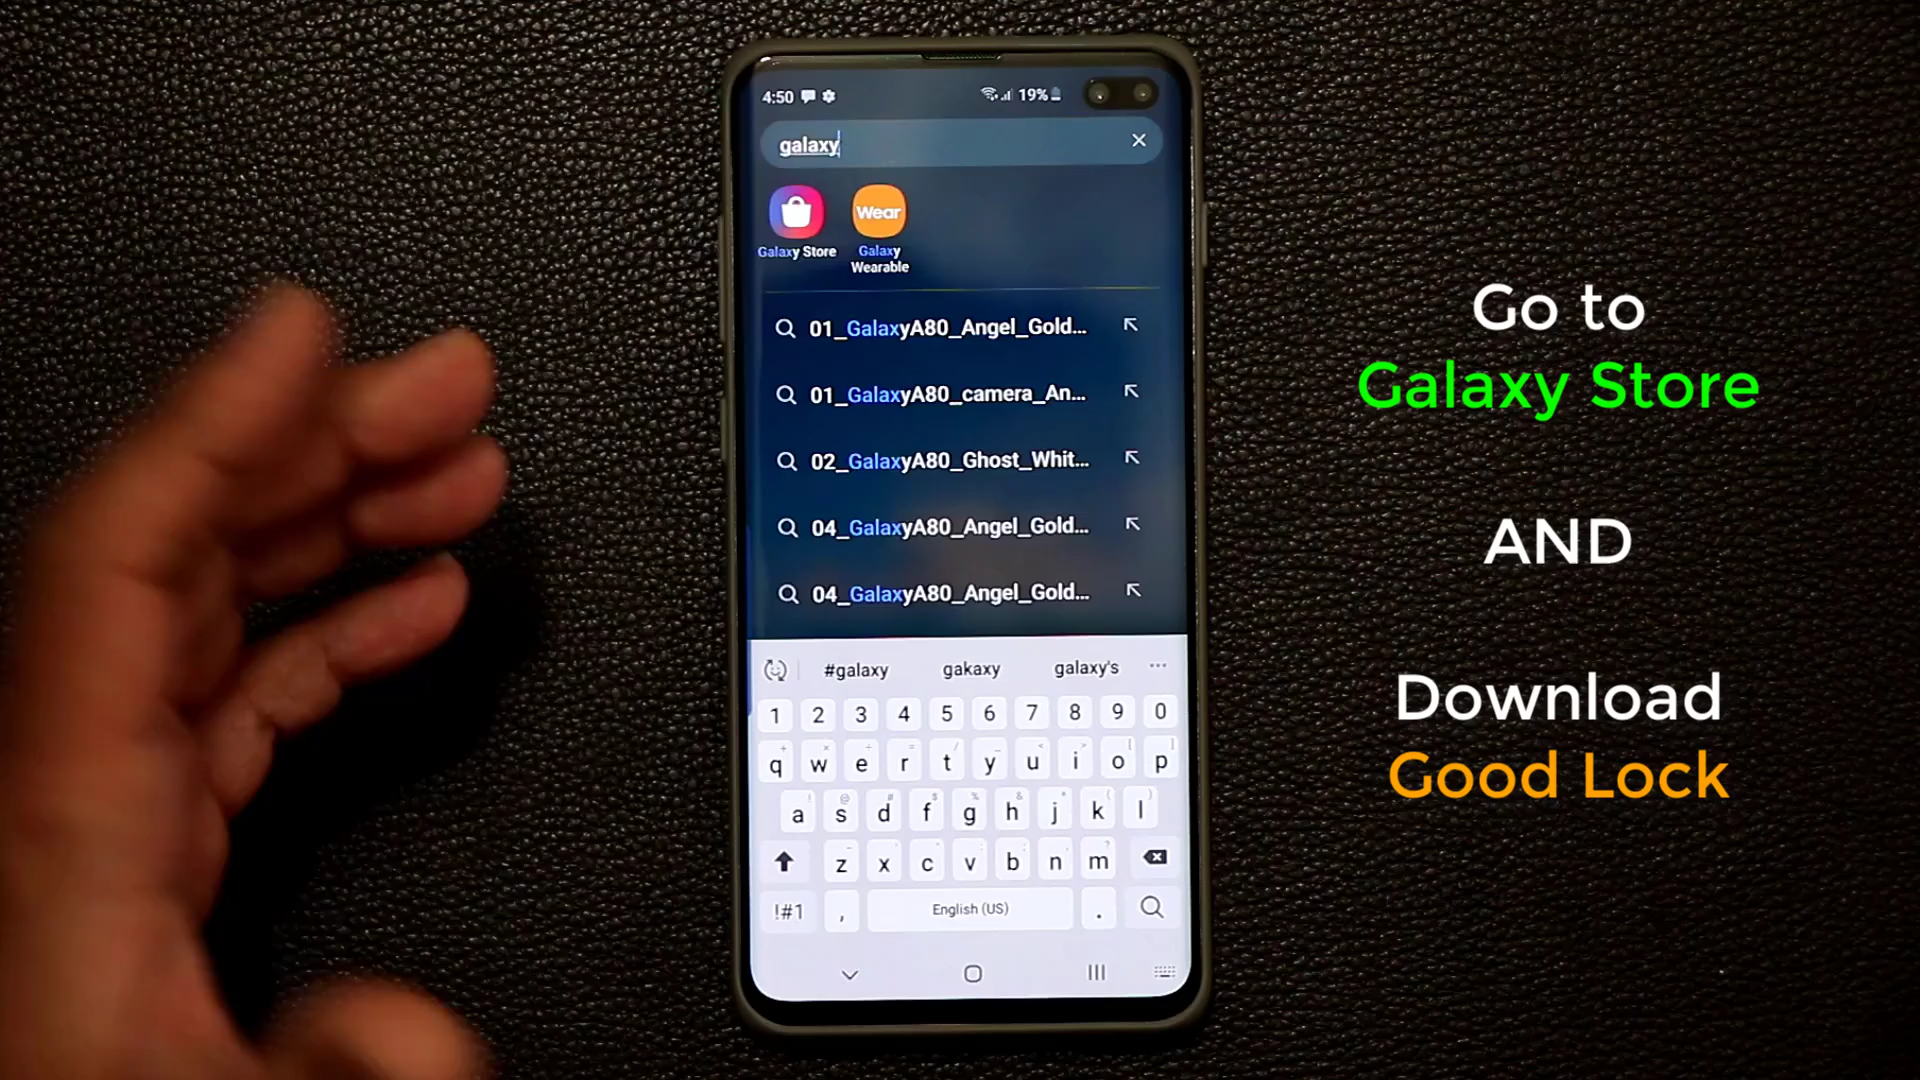 4:50
19%
galaxy
Wear
Galaxy Store
Galaxy
Wearable
01_GalaxyA80_Angel_Gold...
01_GalaxyA80_camera_An...
02_GalaxyA80_Ghost_Whit...
04_GalaxyA80_Angel_Gold...
04_GalaxyA80_Angel_Gold...
#galaxy gakaxy galaxy's ...
1 2 3 4 5 6 7 8 9 0
q w e r t y u i o p
a s d f g h j k l
z x c v b n m
!#1 , English (US) .
Go to
Galaxy Store
AND
Download
Good Lock